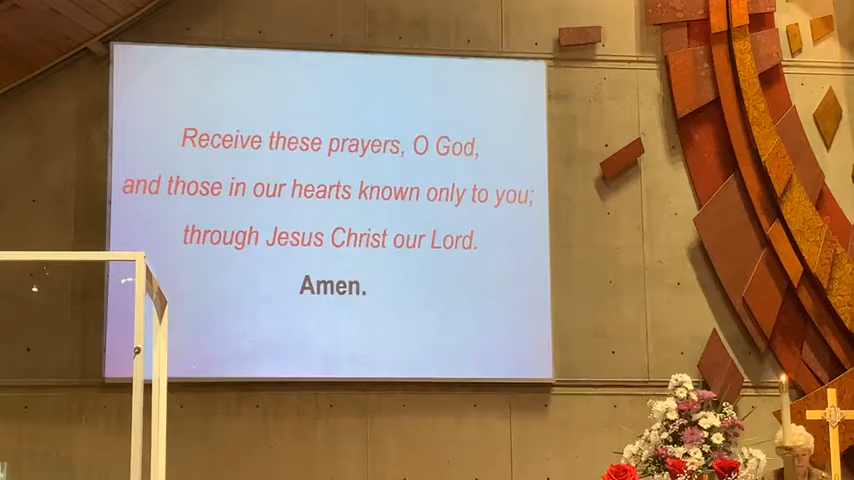 Receive these prayers, O God,
and those in our hearts known only to you;
through Jesus Christ our Lord.
Amen.